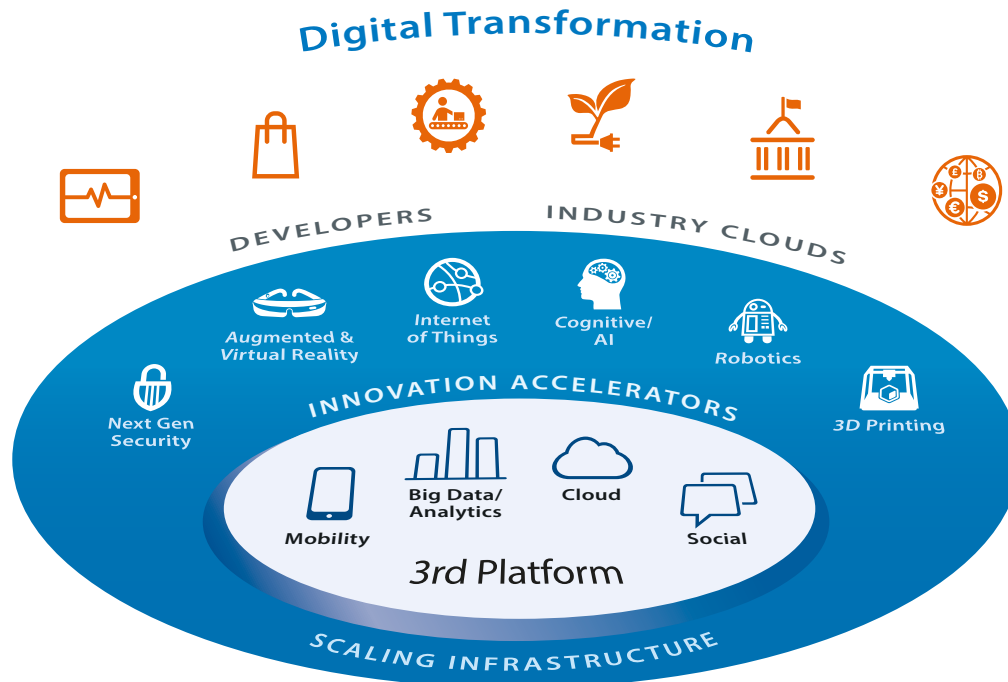 Digital Transformation
DEVELOPERS
INDUSTRY CLOUDS
Augmented &
Virtual Reality
Internet
of Things
Cognitive/
AI
Robotics
Next Gen
Security
3D Printing
INNOVATION ACCELERATORS
Mobility
Big Data/
Analytics
Cloud
Social
3rd Platform
SCALING INFRASTRUCTURE
£
฿
¥
$
€